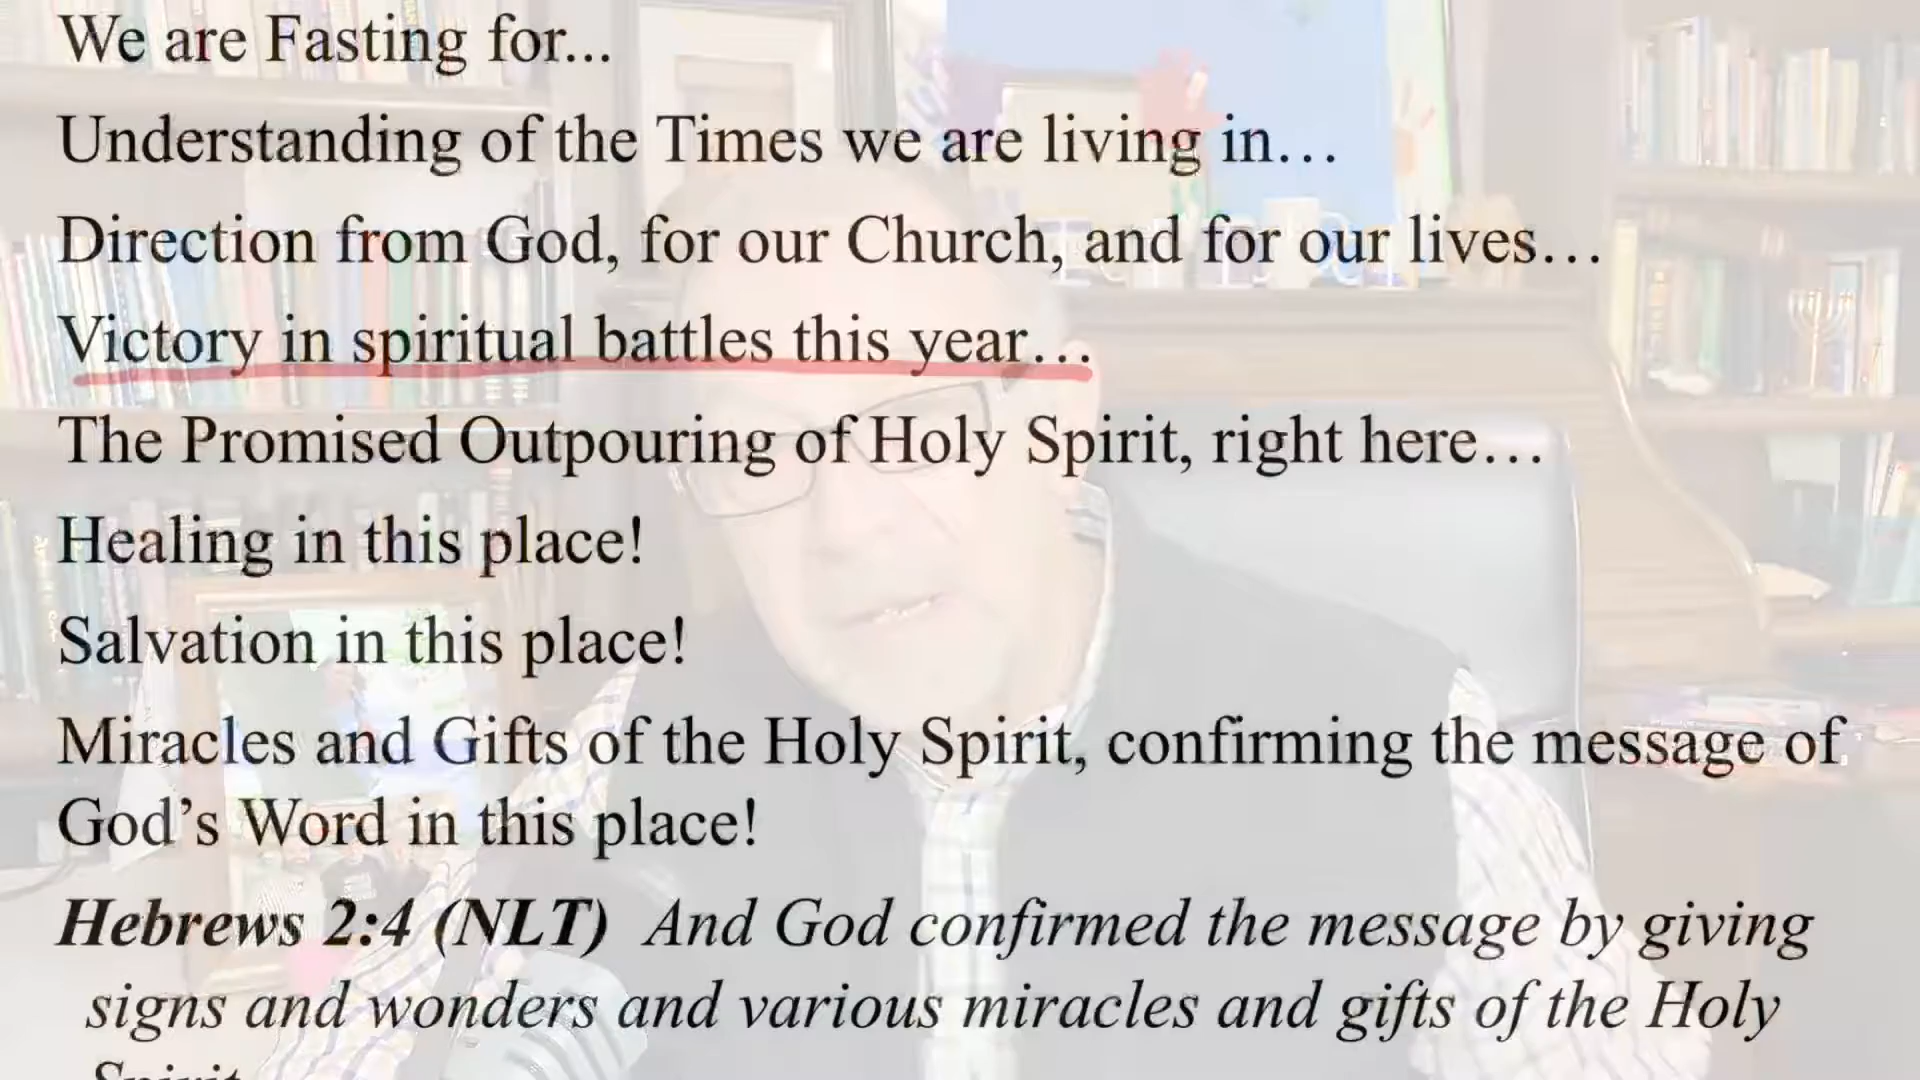 We are Fasting for...
Understanding of the Times we are living in…
Direction from God, for our Church, and for our lives…
Victory in spiritual battles this year…
The Promised Outpouring of Holy Spirit, right here…
Healing in this place!
Salvation in this place!
Miracles and Gifts of the Holy Spirit, confirming the message of
God’s Word in this place!
Hebrews 2:4 (NLT) And God confirmed the message by giving
signs and wonders and various miracles and gifts of the Holy